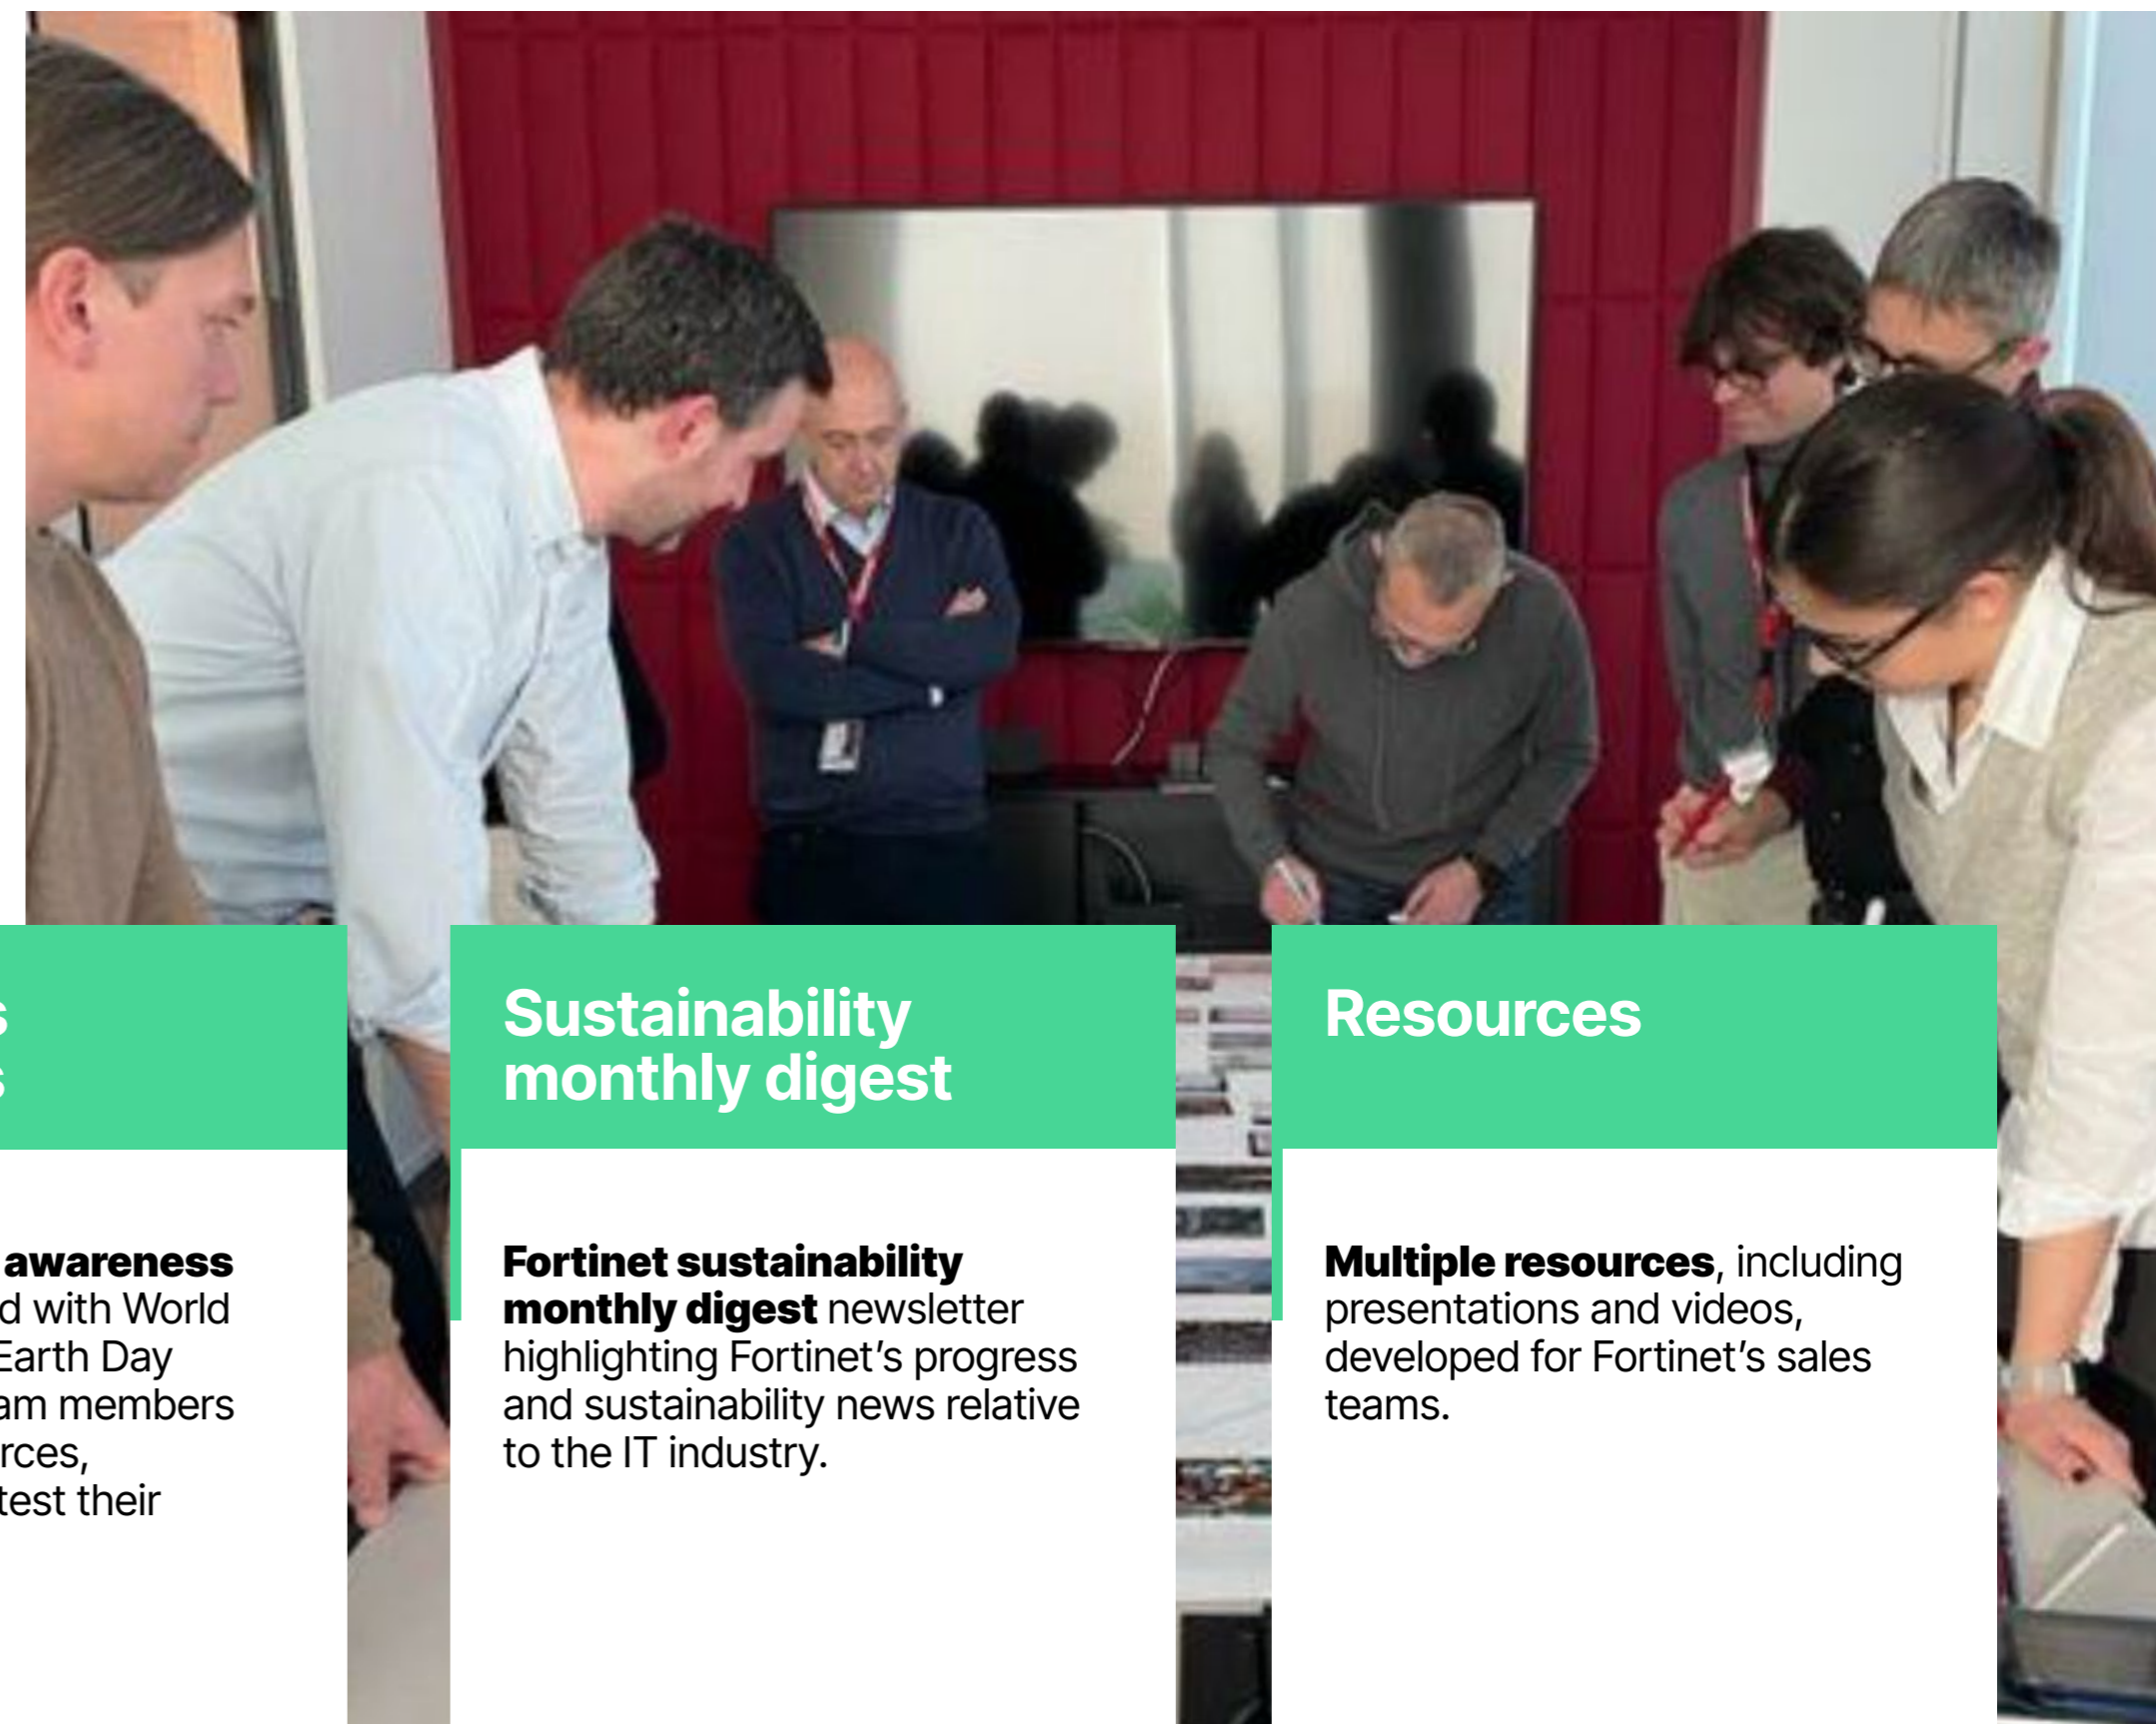 awareness
with World
Earth Day
members
test their
Sustainability
monthly digest
Fortinet sustainability
monthly digest newsletter
highlighting Fortinet’s progress
and sustainability news relative
to the IT industry.
Resources
Multiple resources, including
presentations and videos,
developed for Fortinet’s sales
teams.